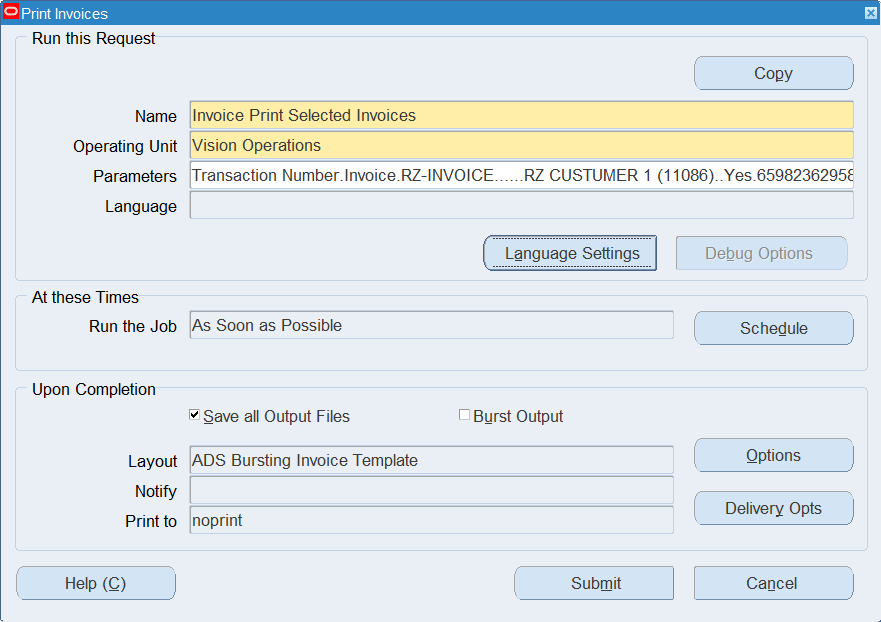 Print Invoices
Run this Request
Copy
Name Invoice Print Selected Invoices
Operating Unit Vision Operations
Parameters Transaction Number.Invoice.RZ-INVOICE......RZ CUSTUMER 1 (11086)..Yes.65982362958
Language
Language Settings Debug Options
At these Times
Run the Job As Soon as Possible Schedule
Upon Completion
Save all Output Files Burst Output
Layout ADS Bursting Invoice Template Options
Notify
Print to noprint Delivery Opts
Help (C) Submit Cancel